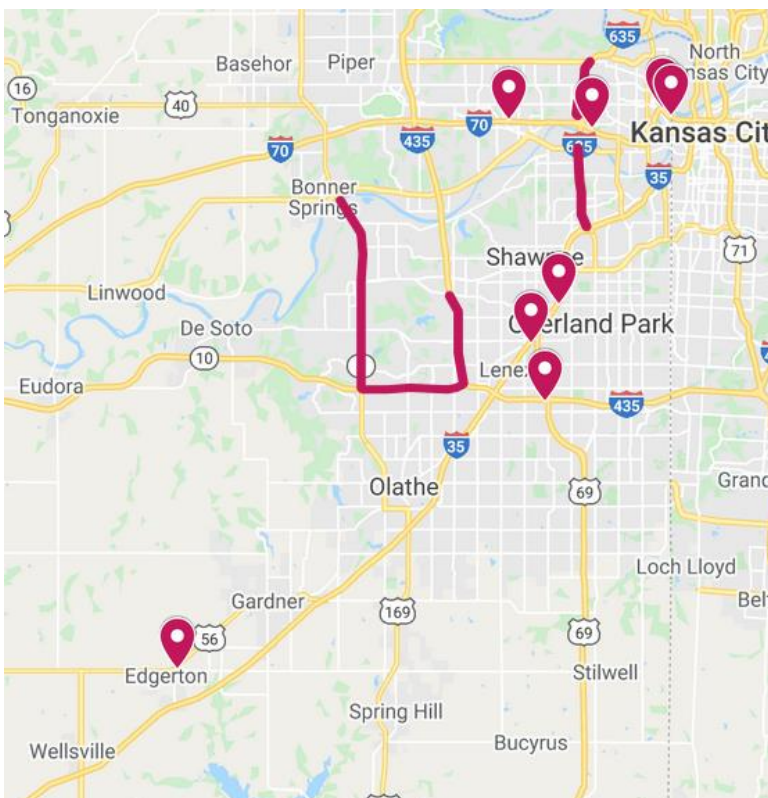 635
North
Kansas City
Basehor
Piper
16
40
Tonganoxie
435
70
Kansas Cit
70
635
35
Bonner
Springs
Shawnee
71
Linwood
De Soto
Overland Park
10
Lenexa
Eudora
435
35
Olathe
69
Grand
Loch Lloyd
Belt
Gardner
169
56
69
Edgerton
Stilwell
Spring Hill
Bucyrus
Wellsville